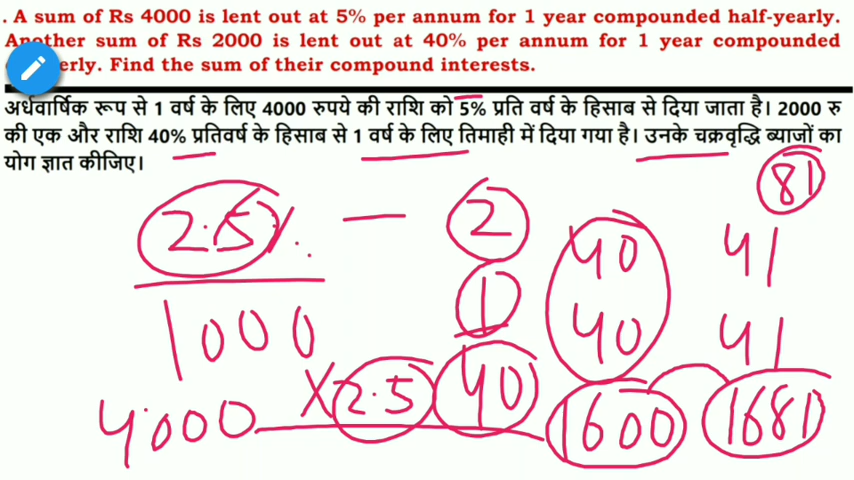 . A sum of Rs 4000 is lent out at 5% per annum for 1 year compounded half-yearly.
Another sum of Rs 2000 is lent out at 40% per annum for 1 year compounded
erly. Find the sum of their compound interests.
अर्धवार्षिक रूप से 1 वर्ष के लिए 4000 रुपये की राशि को 5% प्रति वर्ष के हिसाब से दिया जाता है। 2000 रु
की एक और राशि 40% प्रतिवर्ष के हिसाब से 1 वर्ष के लिए तिमाही में दिया गया है। उनके चक्रवृद्धि ब्याजों का
योग ज्ञात कीजिए।
81
2.5% — 2 40 41
1000 1 40 41
4000 × 2.5 40 1600 1681